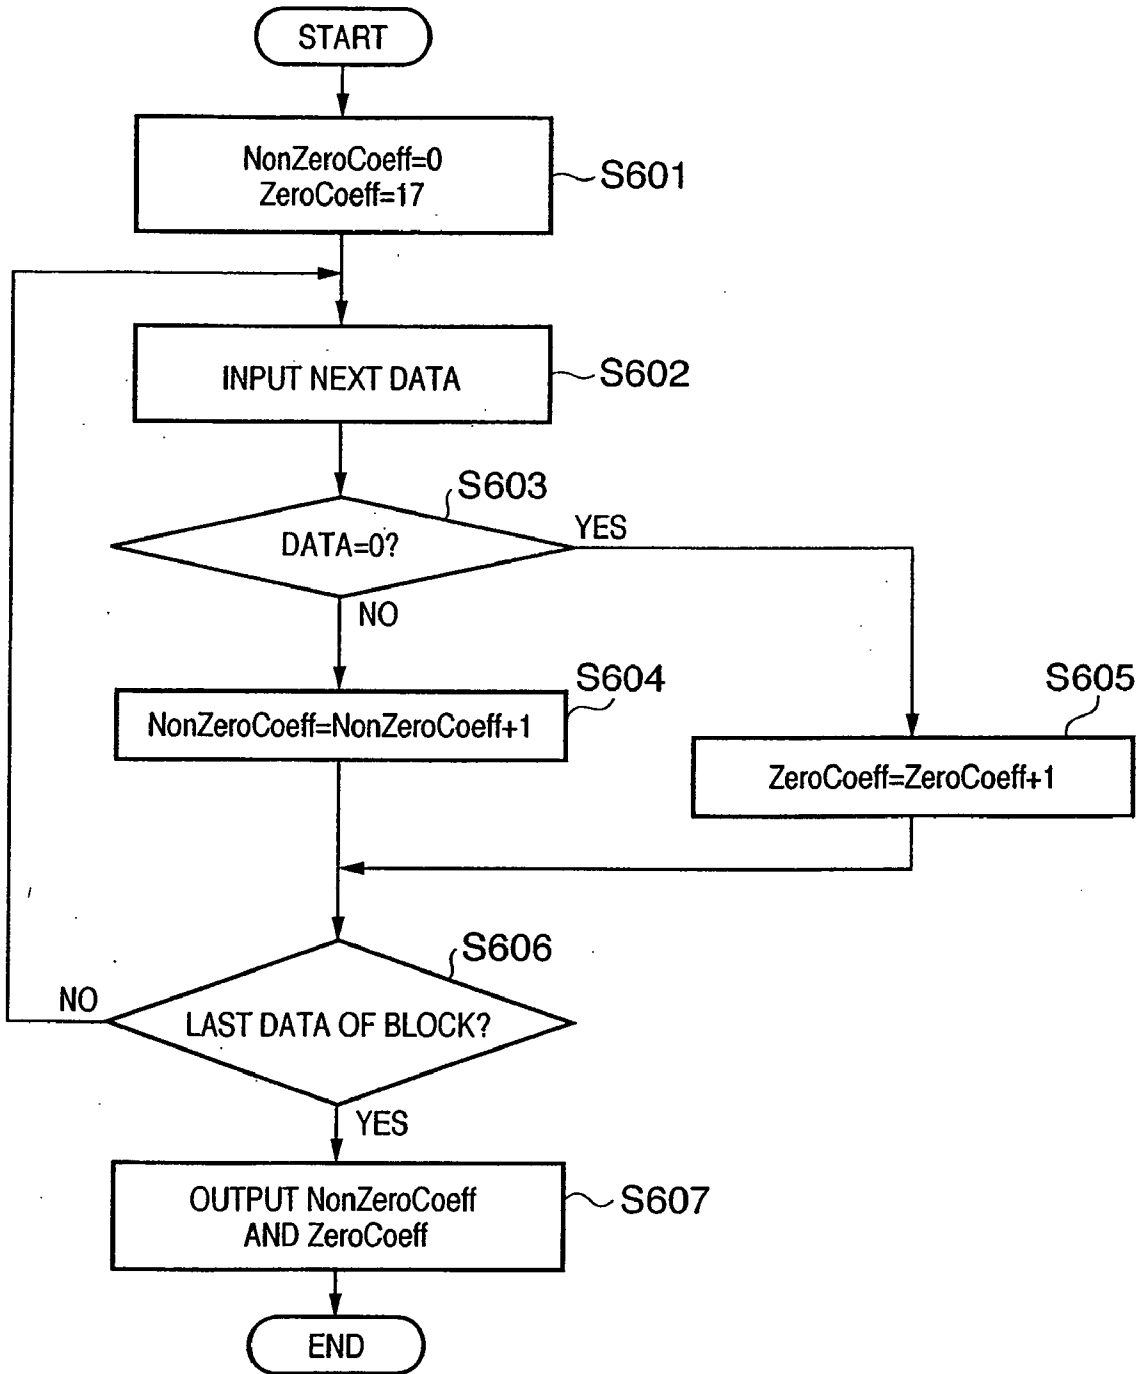 START
NonZeroCoeff=0
ZeroCoeff=17
S601
INPUT NEXT DATA
S602
S603
DATA=0?
YES
NO
S604
NonZeroCoeff=NonZeroCoeff+1
S605
ZeroCoeff=ZeroCoeff+1
S606
NO
LAST DATA OF BLOCK?
YES
OUTPUT NonZeroCoeff
AND ZeroCoeff
S607
END